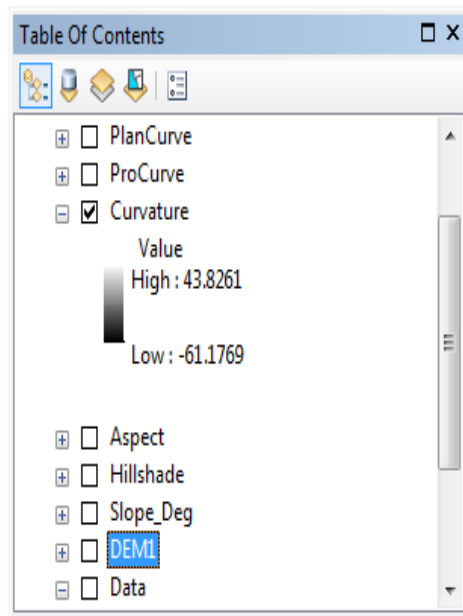 Table Of Contents
PlanCurve
ProCurve
Curvature
Value
High : 43.8261
Low : -61.1769
Aspect
Hillshade
Slope_Deg
DEM1
Data